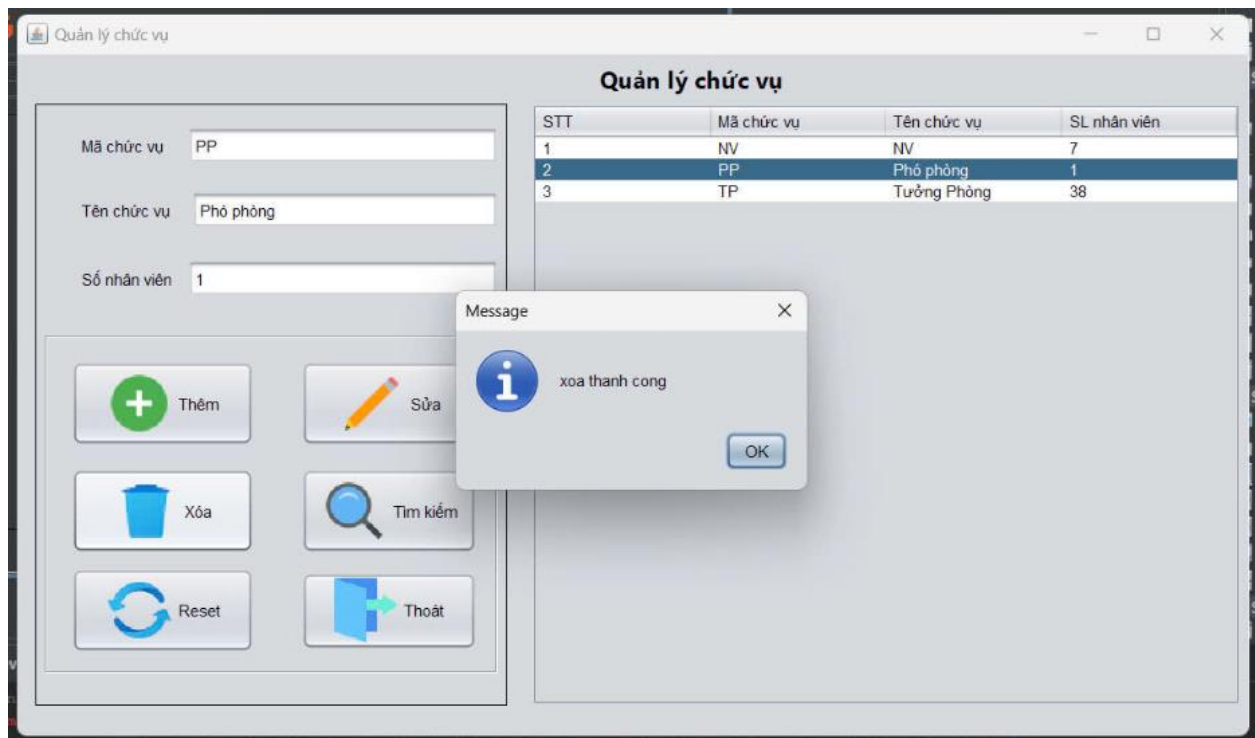 Quản lý chức vụ
Quản lý chức vụ
Mã chức vụ PP
Tên chức vụ Phó phòng
Số nhân viên 1
Thêm Sửa
Xóa Tìm kiếm
Reset Thoát
STT Mã chức vụ Tên chức vụ SL nhân viên
1 NV NV 7
2 PP Phó phòng 1
3 TP Tưởng Phòng 38
Message
xoa thanh cong
OK